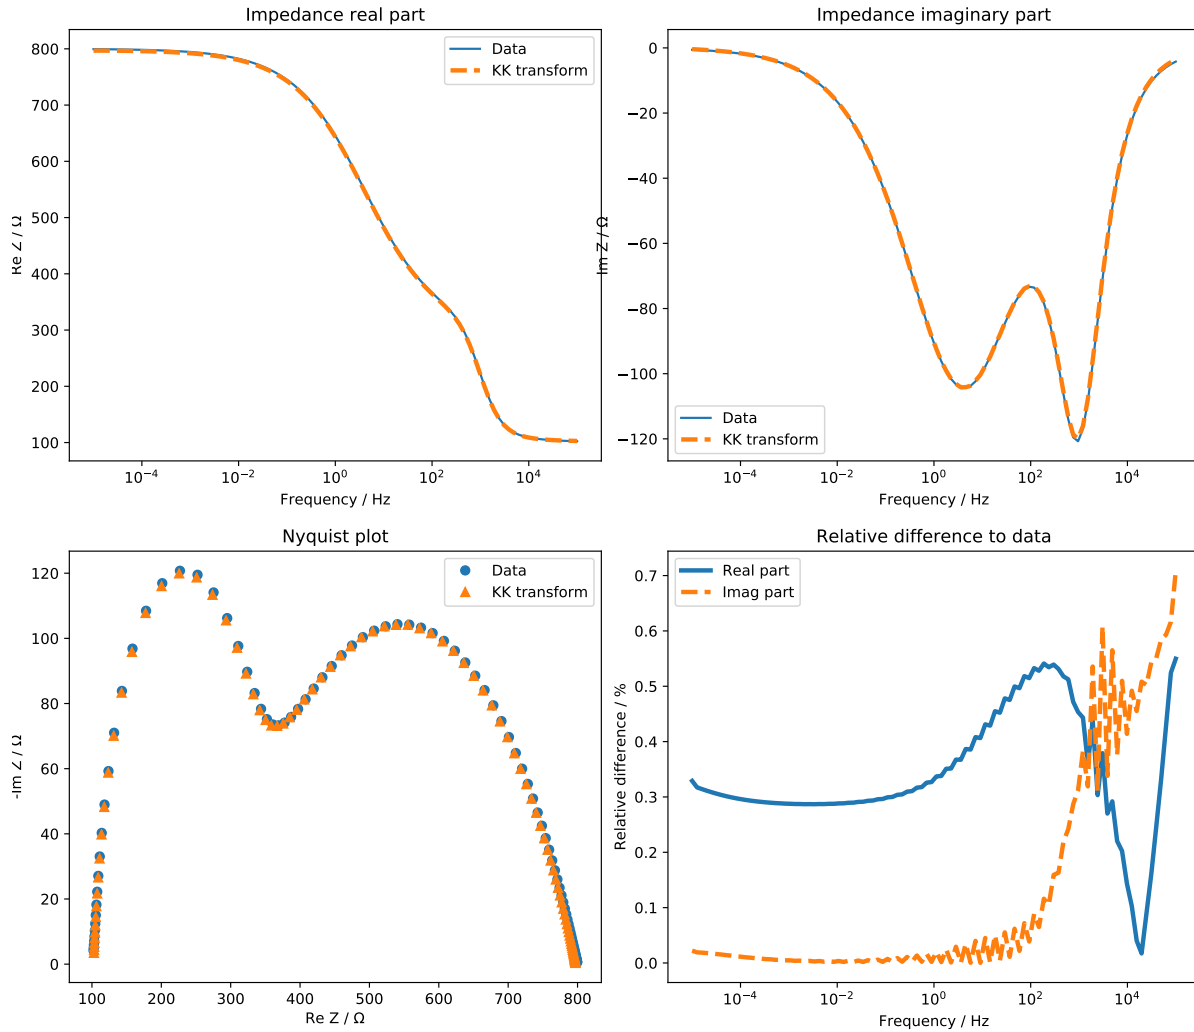 Impedance real part
800
700
600
500
400
300
200
100
Re Z / Ω
Data
KK transform
10⁻⁴ 10⁻² 10⁰ 10² 10⁴
Frequency / Hz
Impedance imaginary part
0
−20
−40
−60
−80
−100
−120
Im Z / Ω
Data
KK transform
10⁻⁴ 10⁻² 10⁰ 10² 10⁴
Frequency / Hz
Nyquist plot
120
100
80
60
40
20
0
-Im Z / Ω
Data
KK transform
100 200 300 400 500 600 700 800
Re Z / Ω
Relative difference to data
0.7
0.6
0.5
0.4
0.3
0.2
0.1
0.0
Relative difference / %
Real part
Imag part
10⁻⁴ 10⁻² 10⁰ 10² 10⁴
Frequency / Hz